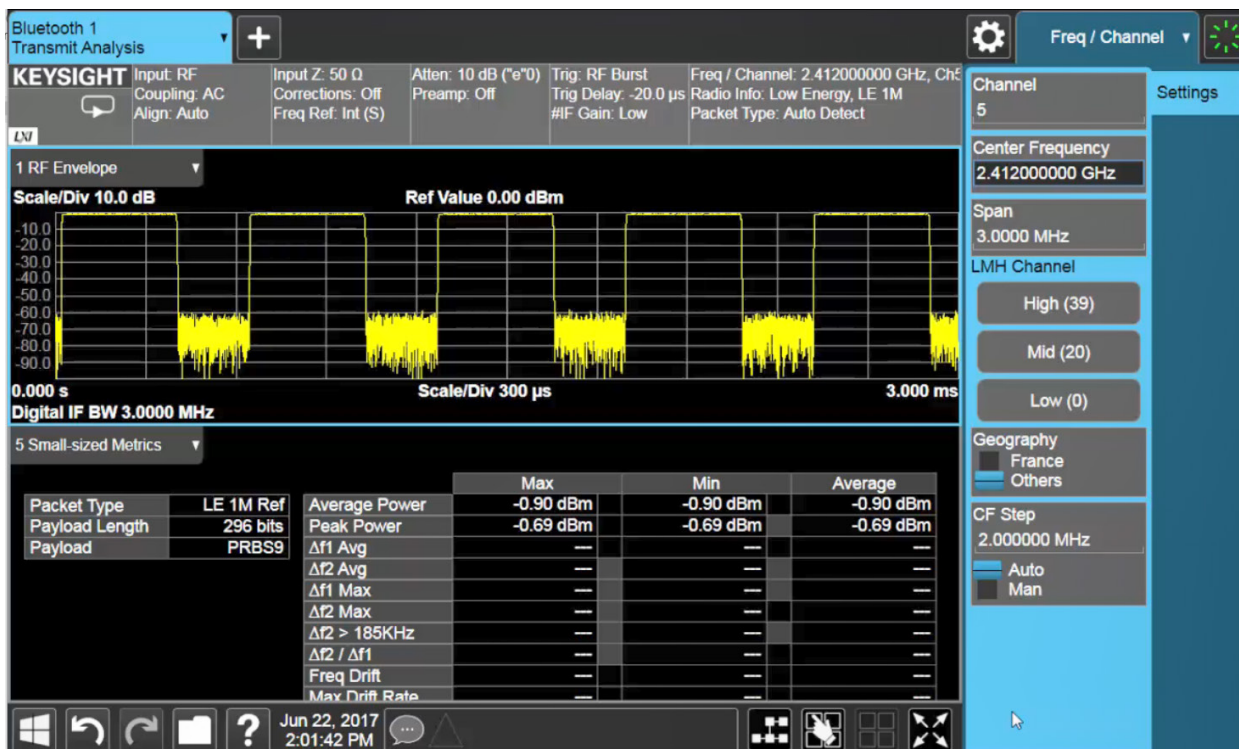 Bluetooth 1
Transmit Analysis
Freq / Channel
KEYSIGHT
LXI
Input: RF
Coupling: AC
Align: Auto
Input Z: 50 Ω
Corrections: Off
Freq Ref: Int (S)
Atten: 10 dB ("e"0)
Preamp: Off
Trig: RF Burst
Trig Delay: -20.0 µs
#IF Gain: Low
Freq / Channel: 2.412000000 GHz, Ch5
Radio Info: Low Energy, LE 1M
Packet Type: Auto Detect
1 RF Envelope
Scale/Div 10.0 dB
Ref Value 0.00 dBm
-10.0
-20.0
-30.0
-40.0
-50.0
-60.0
-70.0
-80.0
-90.0
0.000 s
Scale/Div 300 µs
3.000 ms
Digital IF BW 3.0000 MHz
5 Small-sized Metrics
Packet Type LE 1M Ref
Payload Length 296 bits
Payload PRBS9
Max Min Average
Average Power -0.90 dBm -0.90 dBm -0.90 dBm
Peak Power -0.69 dBm -0.69 dBm -0.69 dBm
Δf1 Avg --- --- ---
Δf2 Avg --- --- ---
Δf1 Max --- --- ---
Δf2 Max --- --- ---
Δf2 > 185KHz --- --- ---
Δf2 / Δf1 --- --- ---
Freq Drift --- --- ---
Max Drift Rate --- --- ---
Channel
5
Center Frequency
2.412000000 GHz
Span
3.0000 MHz
LMH Channel
High (39)
Mid (20)
Low (0)
Geography
France
Others
CF Step
2.000000 MHz
Auto
Man
Settings
?
Jun 22, 2017
2:01:42 PM